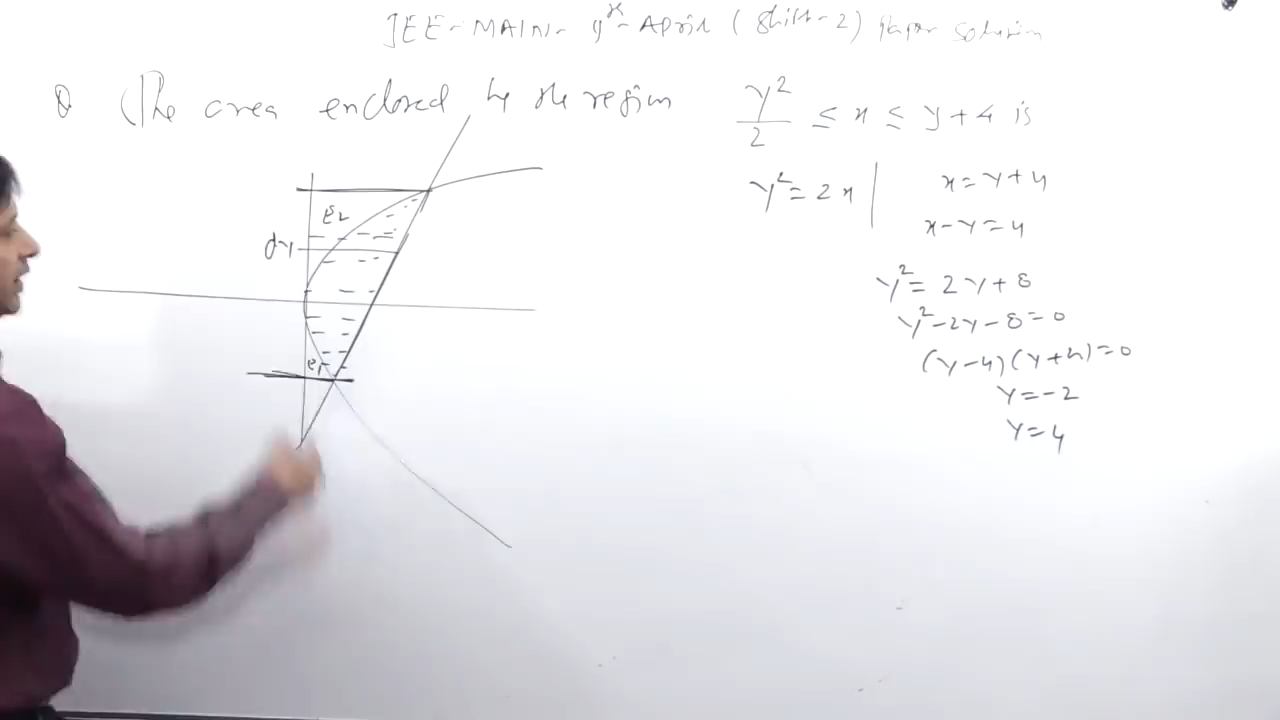 JEE-MAIN- 9th April (Shift-2) Paper Solution
Q (The area enclosed by the region y²/2 ≤ x ≤ y+4 is
y²=2x | x=y+4
x-y=4
E2
dy
e1
y²=2y+8
y²-2y-8=0
(y-4)(y+2)=0
y=-2
y=4